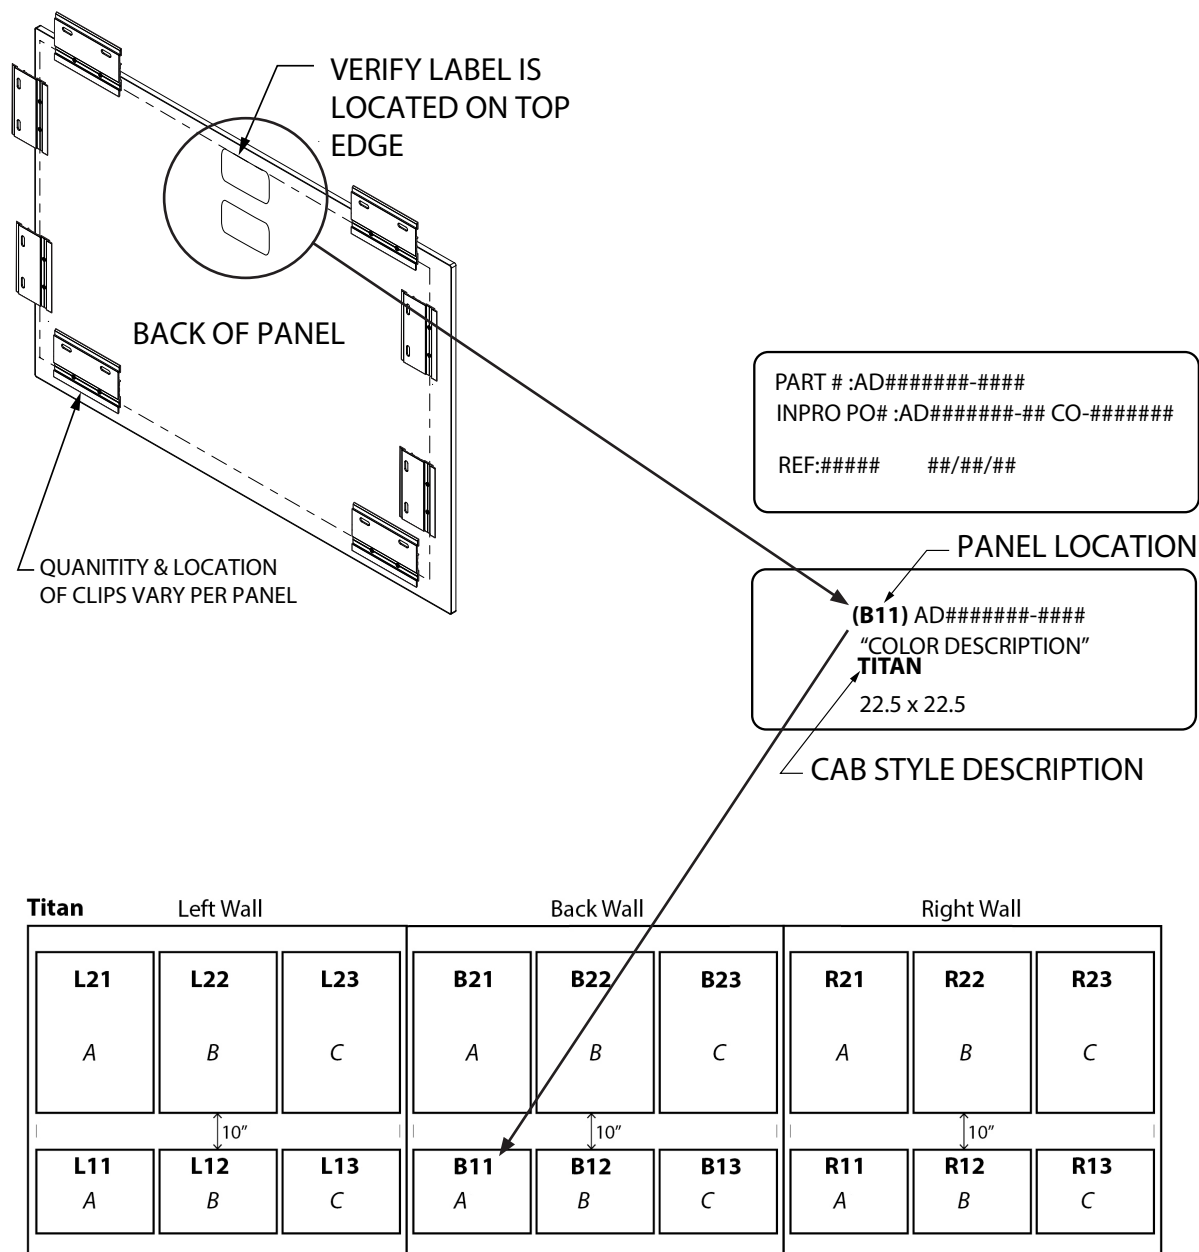 VERIFY LABEL IS
LOCATED ON TOP
EDGE
BACK OF PANEL
QUANITITY & LOCATION
OF CLIPS VARY PER PANEL
PART # :AD#######-####
INPRO PO# :AD#######-## CO-#######
REF:##### ##/##/##
PANEL LOCATION
(B11) AD#######-####
“COLOR DESCRIPTION”
TITAN
22.5 x 22.5
CAB STYLE DESCRIPTION
Titan Left Wall Back Wall Right Wall
L21 L22 L23 B21 B22 B23 R21 R22 R23
A B C A B C A B C
10” 10” 10”
L11 L12 L13 B11 B12 B13 R11 R12 R13
A B C A B C A B C